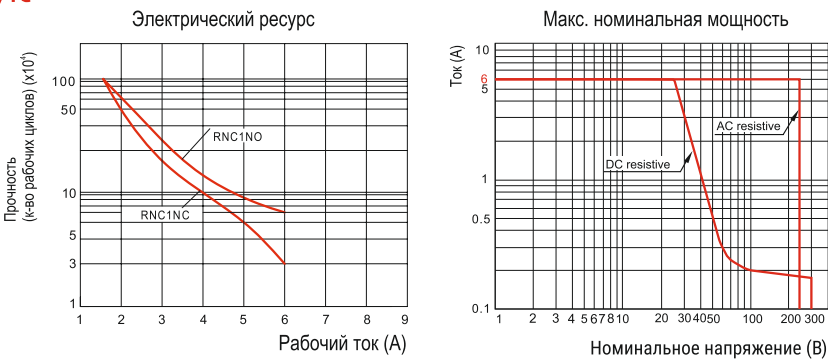 Электрический ресурс
Прочность
(к-во рабочих циклов) (x10⁴)
100
50
10
5
3
1
RNC1NO
RNC1NC
1 2 3 4 5 6 7 8 9
Рабочий ток (А)
Макс. номинальная мощность
Ток (А)
10
6
5
1
0.5
0.1
AC resistive
DC resistive
1 2 3 4 5 6 7 8 10 20 30 40 50 100 200 300
Номинальное напряжение (В)